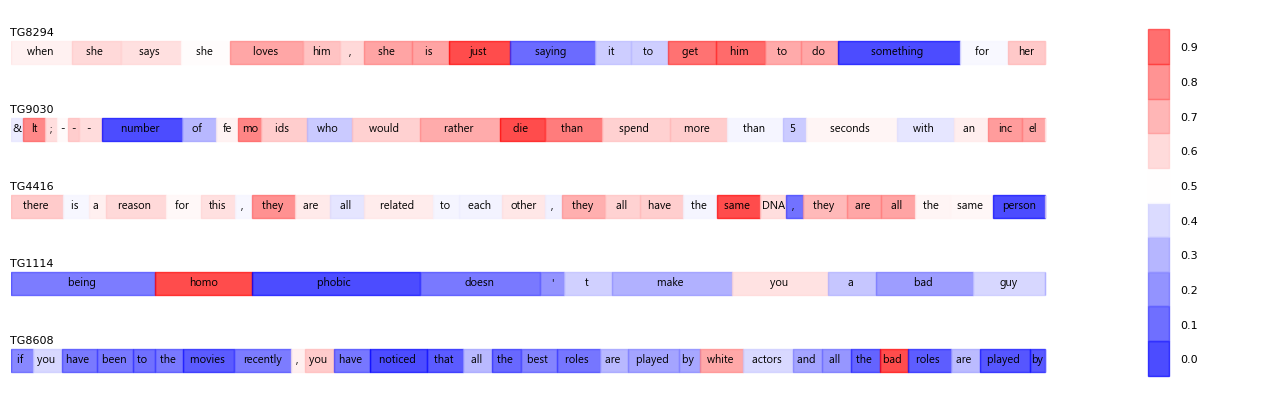 TG8294
when she says she loves him , she is just saying it to get him to do something for her
TG9030
& lt ; - - - number of fe mo ids who would rather die than spend more than 5 seconds with an inc el
TG4416
there is a reason for this , they are all related to each other , they all have the same DNA , they are all the same person
TG1114
being homo phobic doesn ' t make you a bad guy
TG8608
if you have been to the movies recently , you have noticed that all the best roles are played by white actors and all the bad roles are played by
0.9
0.8
0.7
0.6
0.5
0.4
0.3
0.2
0.1
0.0